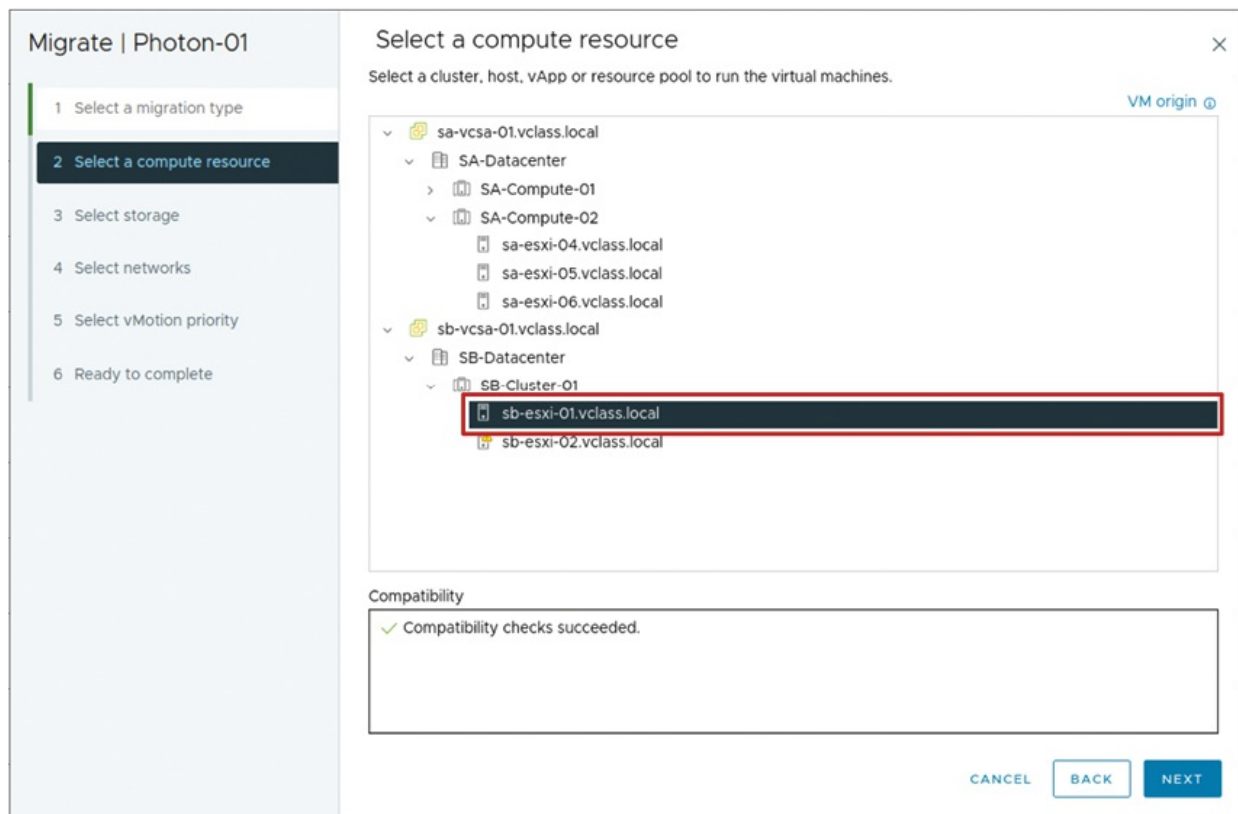 Migrate | Photon-01
1 Select a migration type
2 Select a compute resource
3 Select storage
4 Select networks
5 Select vMotion priority
6 Ready to complete
Select a compute resource
Select a cluster, host, vApp or resource pool to run the virtual machines.
VM origin
sa-vcsa-01.vclass.local
SA-Datacenter
SA-Compute-01
SA-Compute-02
sa-esxi-04.vclass.local
sa-esxi-05.vclass.local
sa-esxi-06.vclass.local
sb-vcsa-01.vclass.local
SB-Datacenter
SB-Cluster-01
sb-esxi-01.vclass.local
sb-esxi-02.vclass.local
Compatibility
Compatibility checks succeeded.
CANCEL BACK NEXT